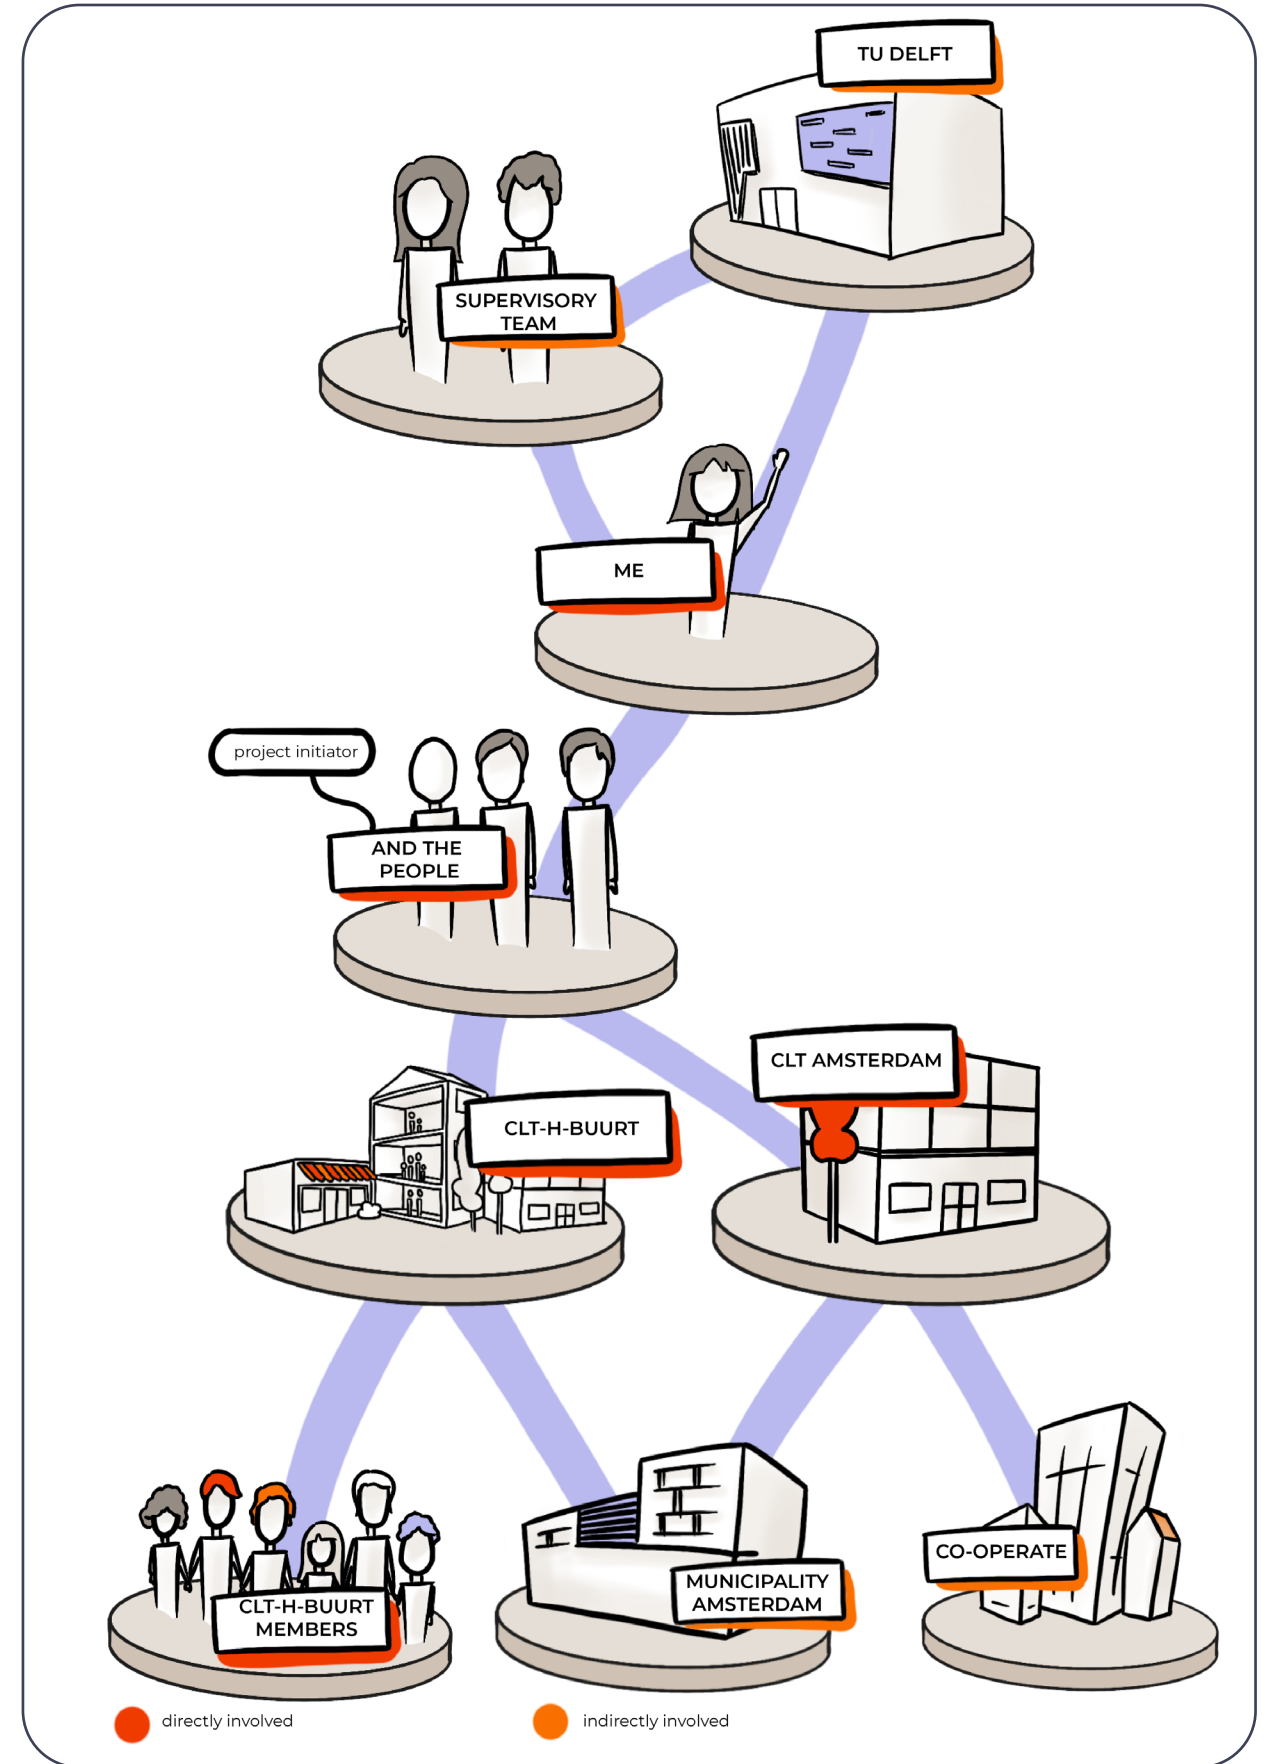 TU DELFT
SUPERVISORY
TEAM
ME
project initiator
AND THE
PEOPLE
CLT AMSTERDAM
CLT-H-BUURT
CO-OPERATE
MUNICIPALITY
AMSTERDAM
CLT-H-BUURT
MEMBERS
directly involved
indirectly involved